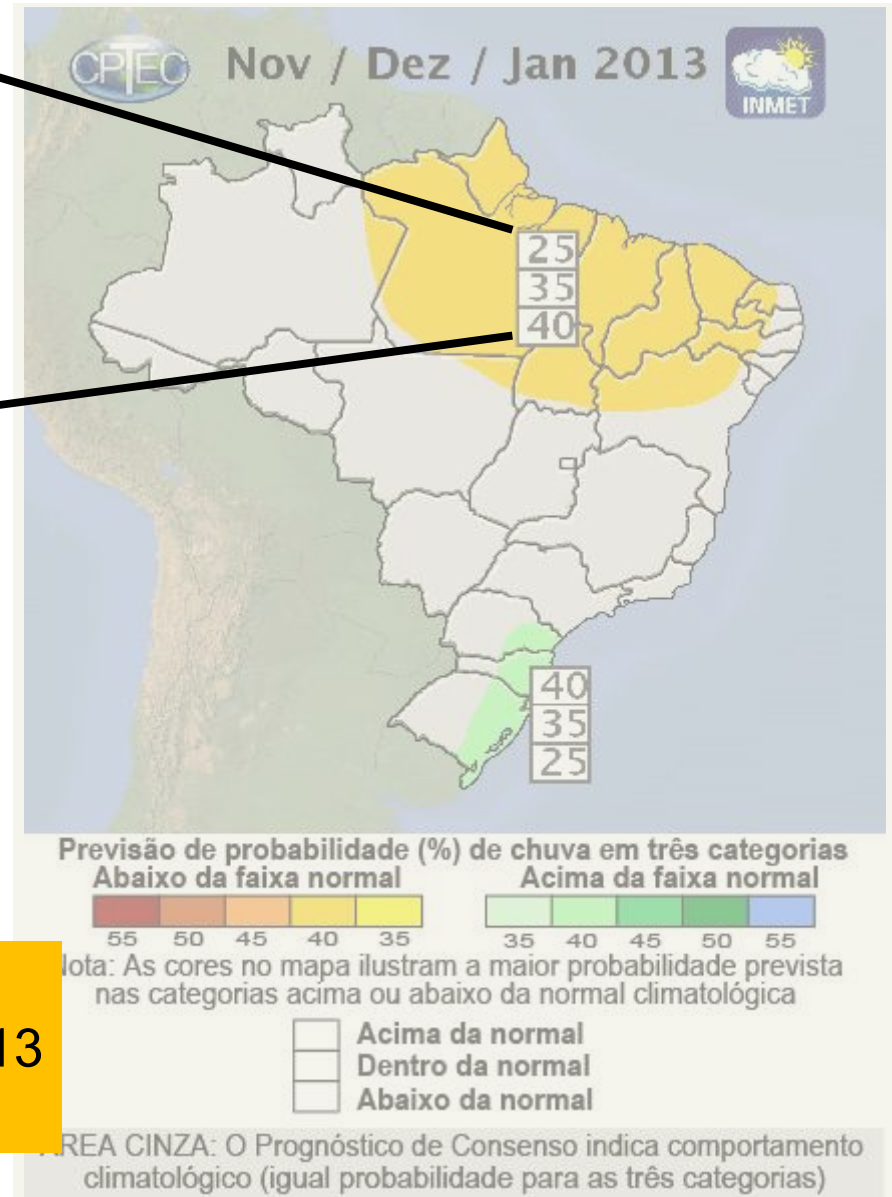 CPTEC
Nov / Dez / Jan 2013
INMET
25
35
40
40
35
25
Previsão de probabilidade (%) de chuva em três categorias
Abaixo da faixa normal
Acima da faixa normal
55 50 45 40 35
35 40 45 50 55
Nota: As cores no mapa ilustram a maior probabilidade prevista
nas categorias acima ou abaixo da normal climatológica
13
Acima da normal
Dentro da normal
Abaixo da normal
ÁREA CINZA: O Prognóstico de Consenso indica comportamento
climatológico (igual probabilidade para as três categorias)